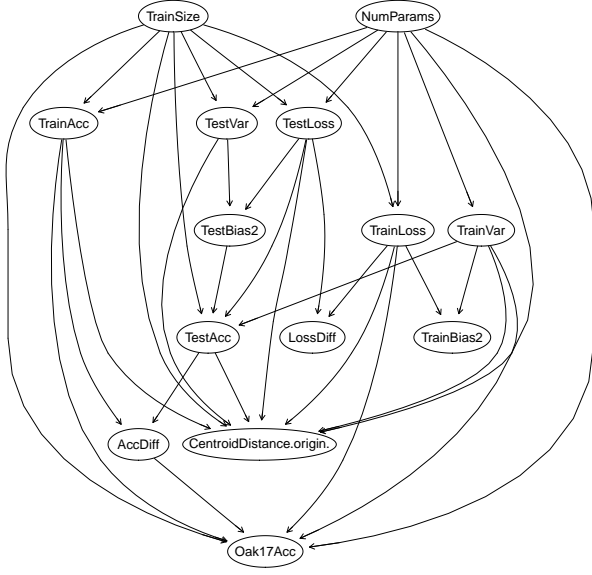 TrainSize NumParams
TrainAcc TestVar TestLoss
TestBias2 TrainLoss TrainVar
TestAcc LossDiff TrainBias2
AccDiff CentroidDistance.origin.
Oak17Acc